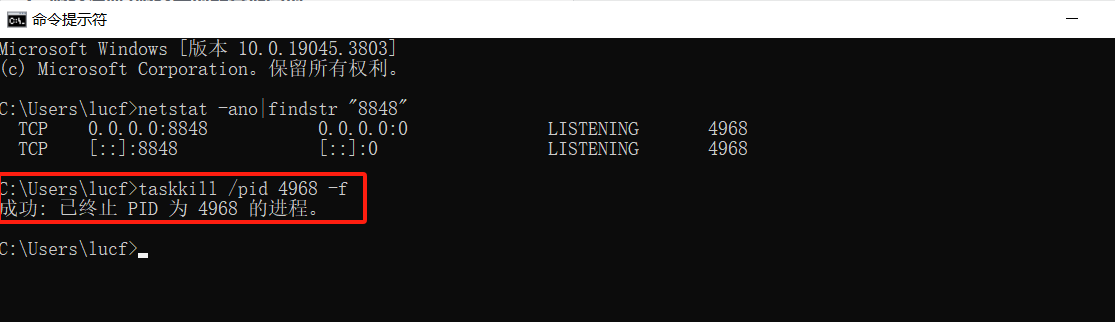 命令提示符
Microsoft Windows [版本 10.0.19045.3803]
(c) Microsoft Corporation。保留所有权利。
C:\Users\lucf>netstat -ano|findstr "8848"
TCP 0.0.0.0:8848 0.0.0.0:0 LISTENING 4968
TCP [::]:8848 [::]:0 LISTENING 4968
C:\Users\lucf>taskkill /pid 4968 -f
成功: 已终止 PID 为 4968 的进程。
C:\Users\lucf>